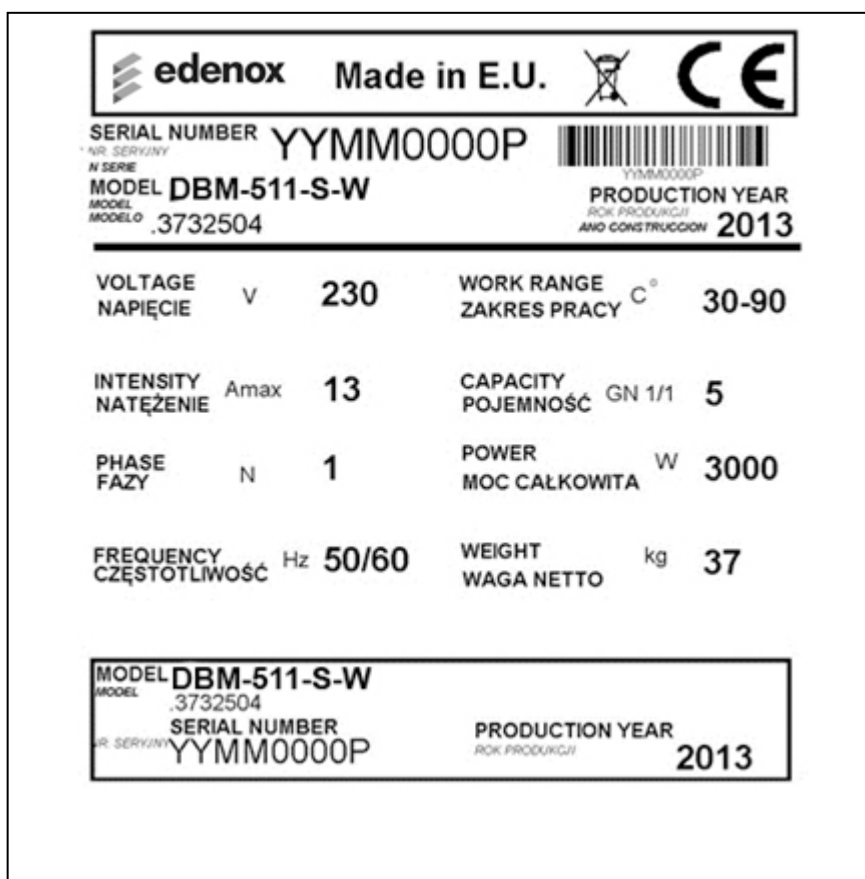 edenox Made in E.U. CE
SERIAL NUMBER YYMM0000P
NR. SERYJNY
N SERIE
YYMM0000P
MODEL DBM-511-S-W
MODEL
MODELO .3732504
PRODUCTION YEAR
ROK PRODUKCJI
ANO CONSTRUCCION 2013
VOLTAGE
NAPIĘCIE V 230
WORK RANGE
ZAKRES PRACY C° 30-90
INTENSITY
NATĘŻENIE Amax 13
CAPACITY
POJEMNOŚĆ GN 1/1 5
PHASE
FAZY N 1
POWER
MOC CAŁKOWITA W 3000
FREQUENCY
CZĘSTOTLIWOŚĆ Hz 50/60
WEIGHT
WAGA NETTO kg 37
MODEL DBM-511-S-W
MODEL
.3732504
SERIAL NUMBER
NR. SERYJNY YYMM0000P
PRODUCTION YEAR
ROK PRODUKCJI
2013